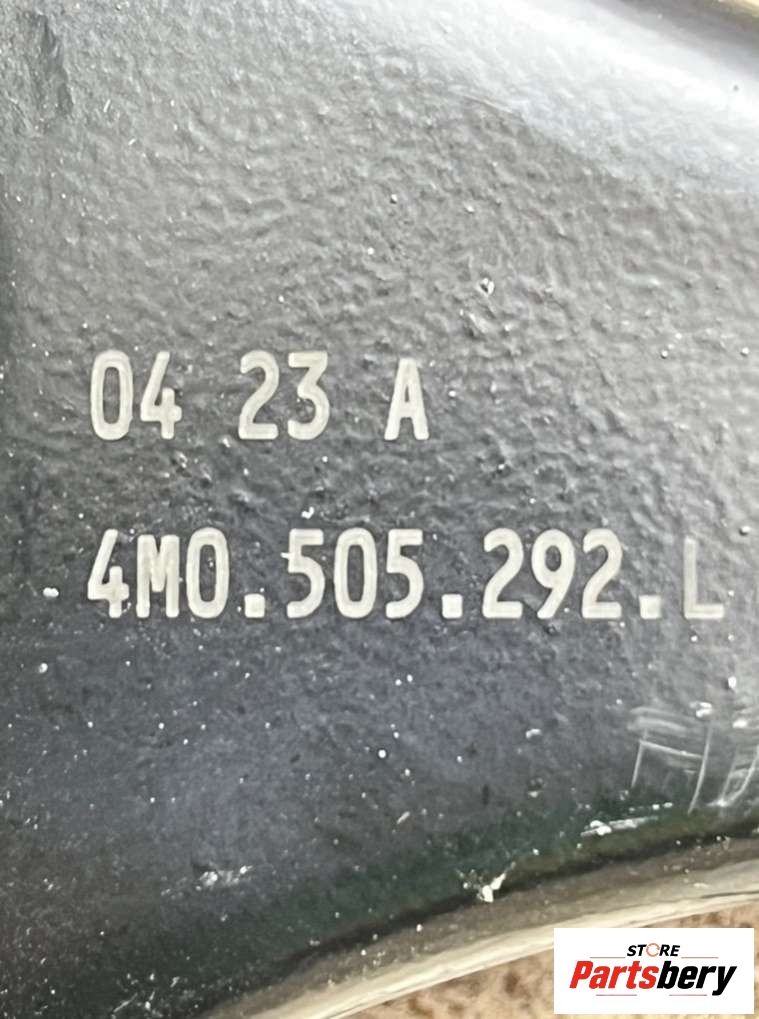 04 23 A
4M0.505.292.L
STORE
Partsbery